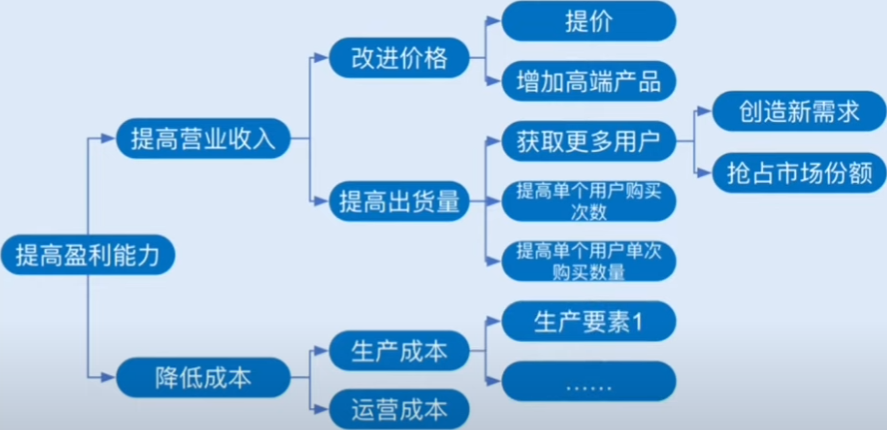 提价
改进价格
增加高端产品
创造新需求
提高营业收入
获取更多用户
抢占市场份额
提高出货量
提高单个用户购买
次数
提高盈利能力
提高单个用户单次
购买数量
生产要素1
生产成本
降低成本
……
运营成本